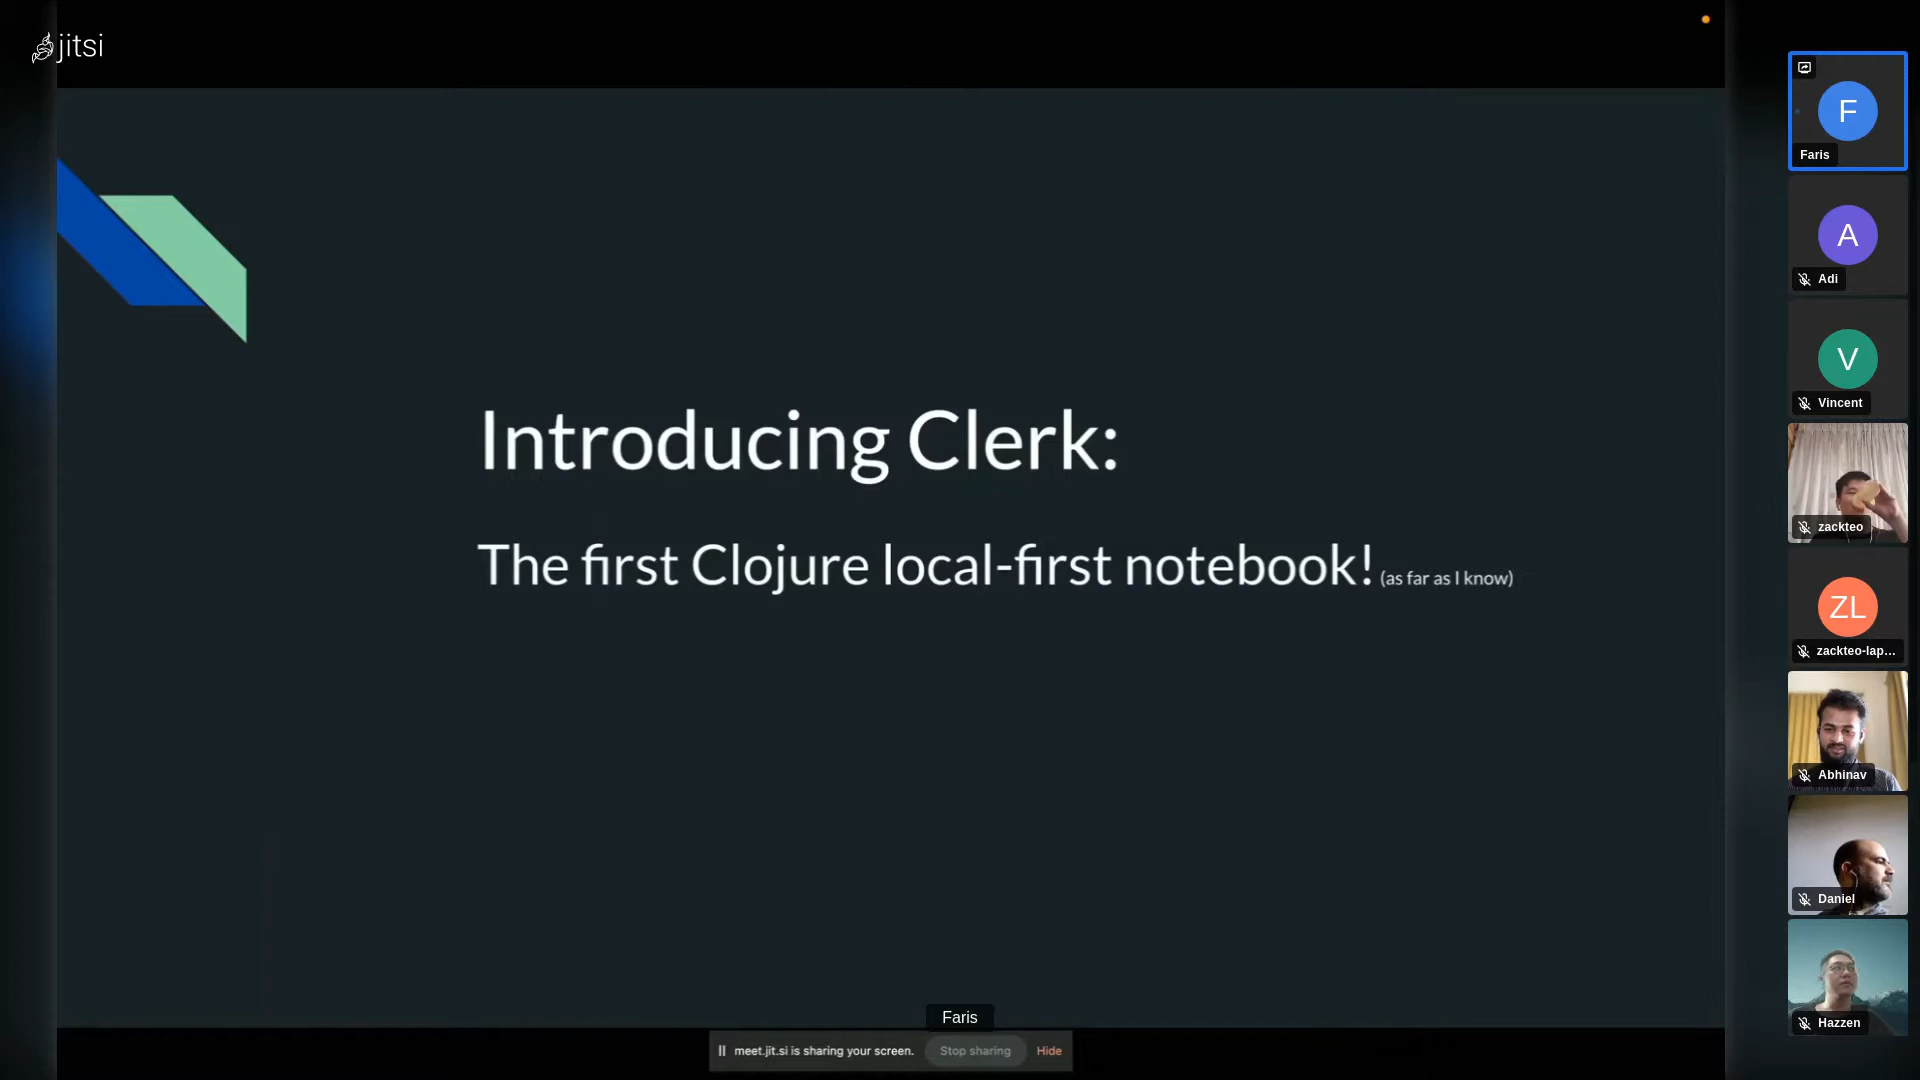 jitsi
F
Faris
A
Adi
V
Vincent
Introducing Clerk:
The first Clojure local-first notebook! (as far as I know)
zackteo
ZL
zackteo-lap...
Abhinav
Daniel
Hazzen
Faris
meet.jit.si is sharing your screen. Stop sharing Hide